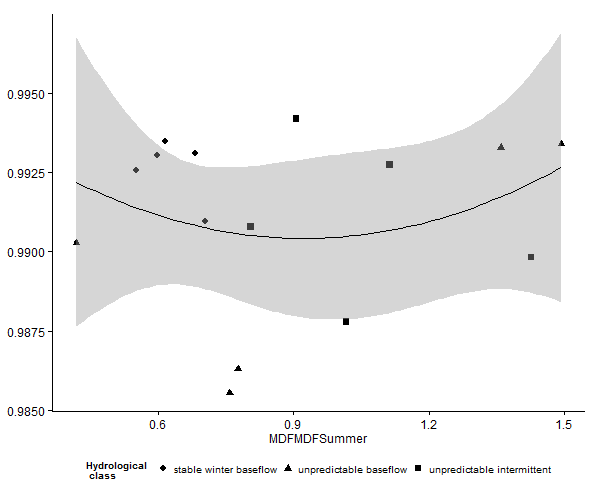 0.9950
0.9925
0.9900
0.9875
0.9850
0.6 0.9 1.2 1.5
MDFMDFSummer
Hydrological
class
stable winter baseflow unpredictable baseflow unpredictable intermittent